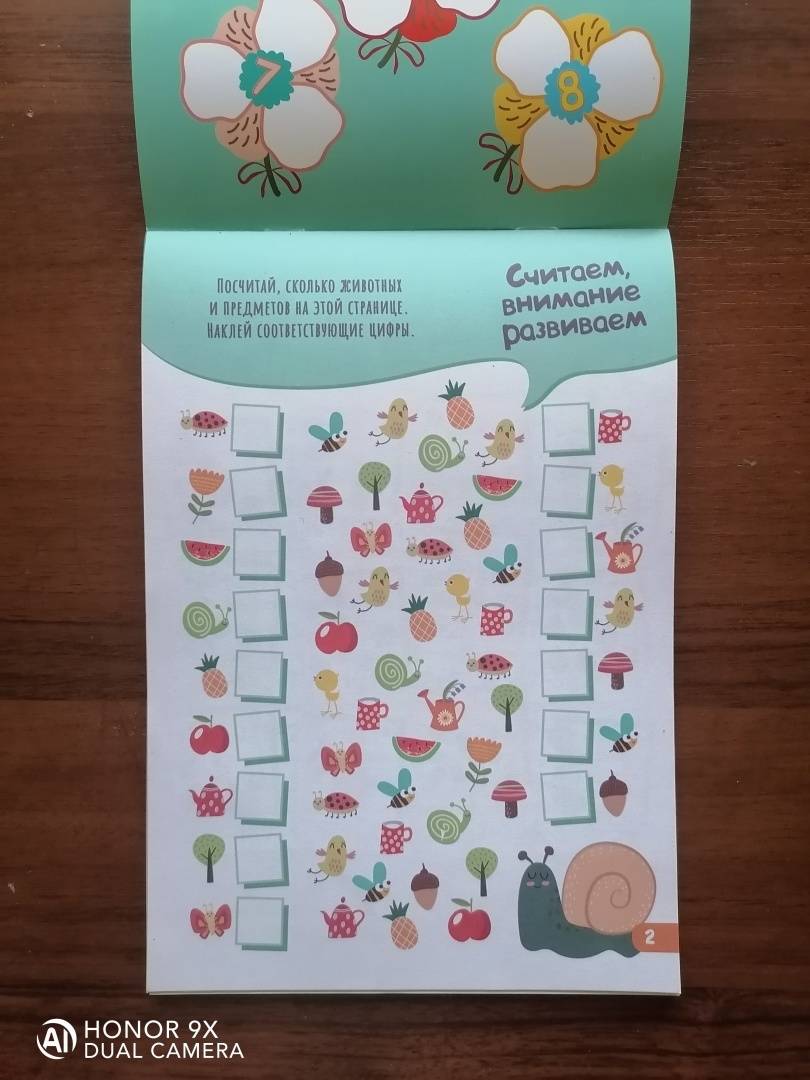 7
8
Посчитай, сколько животных
и предметов на этой странице.
Наклей соответствующие цифры.
Считаем,
внимание
развиваем
2
AI HONOR 9X
DUAL CAMERA